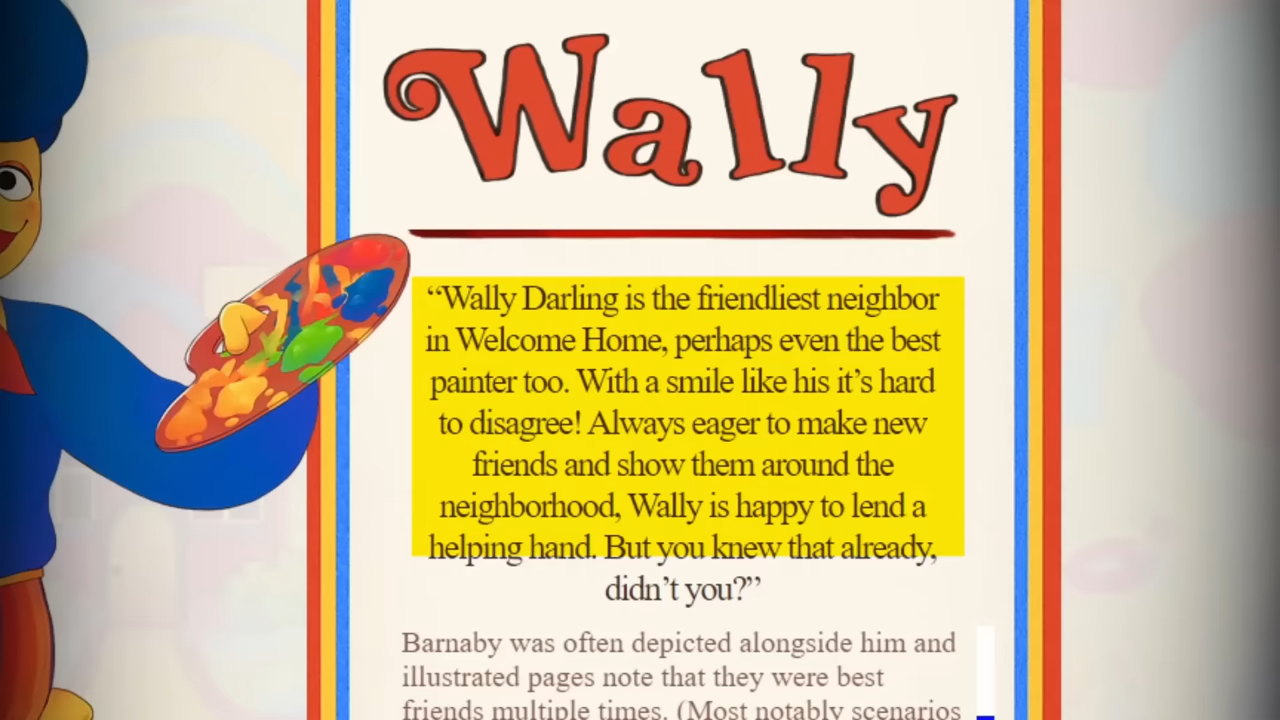 Wally
“Wally Darling is the friendliest neighbor
in Welcome Home, perhaps even the best
painter too. With a smile like his it’s hard
to disagree! Always eager to make new
friends and show them around the
neighborhood, Wally is happy to lend a
helping hand. But you knew that already,
didn’t you?”
Barnaby was often depicted alongside him and
illustrated pages note that they were best
friends multiple times. (Most notably scenarios